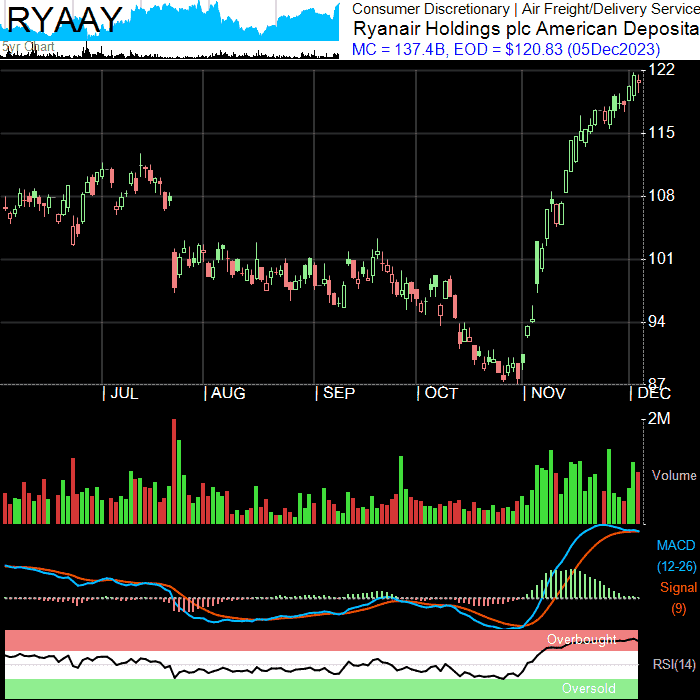 RYAAY
5yr Chart
Consumer Discretionary | Air Freight/Delivery Service
Ryanair Holdings plc American Deposita
MC = 137.4B, EOD = $120.83 (05Dec2023)
122
115
108
101
94
87
| JUL | AUG | SEP | OCT | NOV | DEC
2M
Volume
MACD
(12-26)
Signal
(9)
Overbought
RSI(14)
Oversold